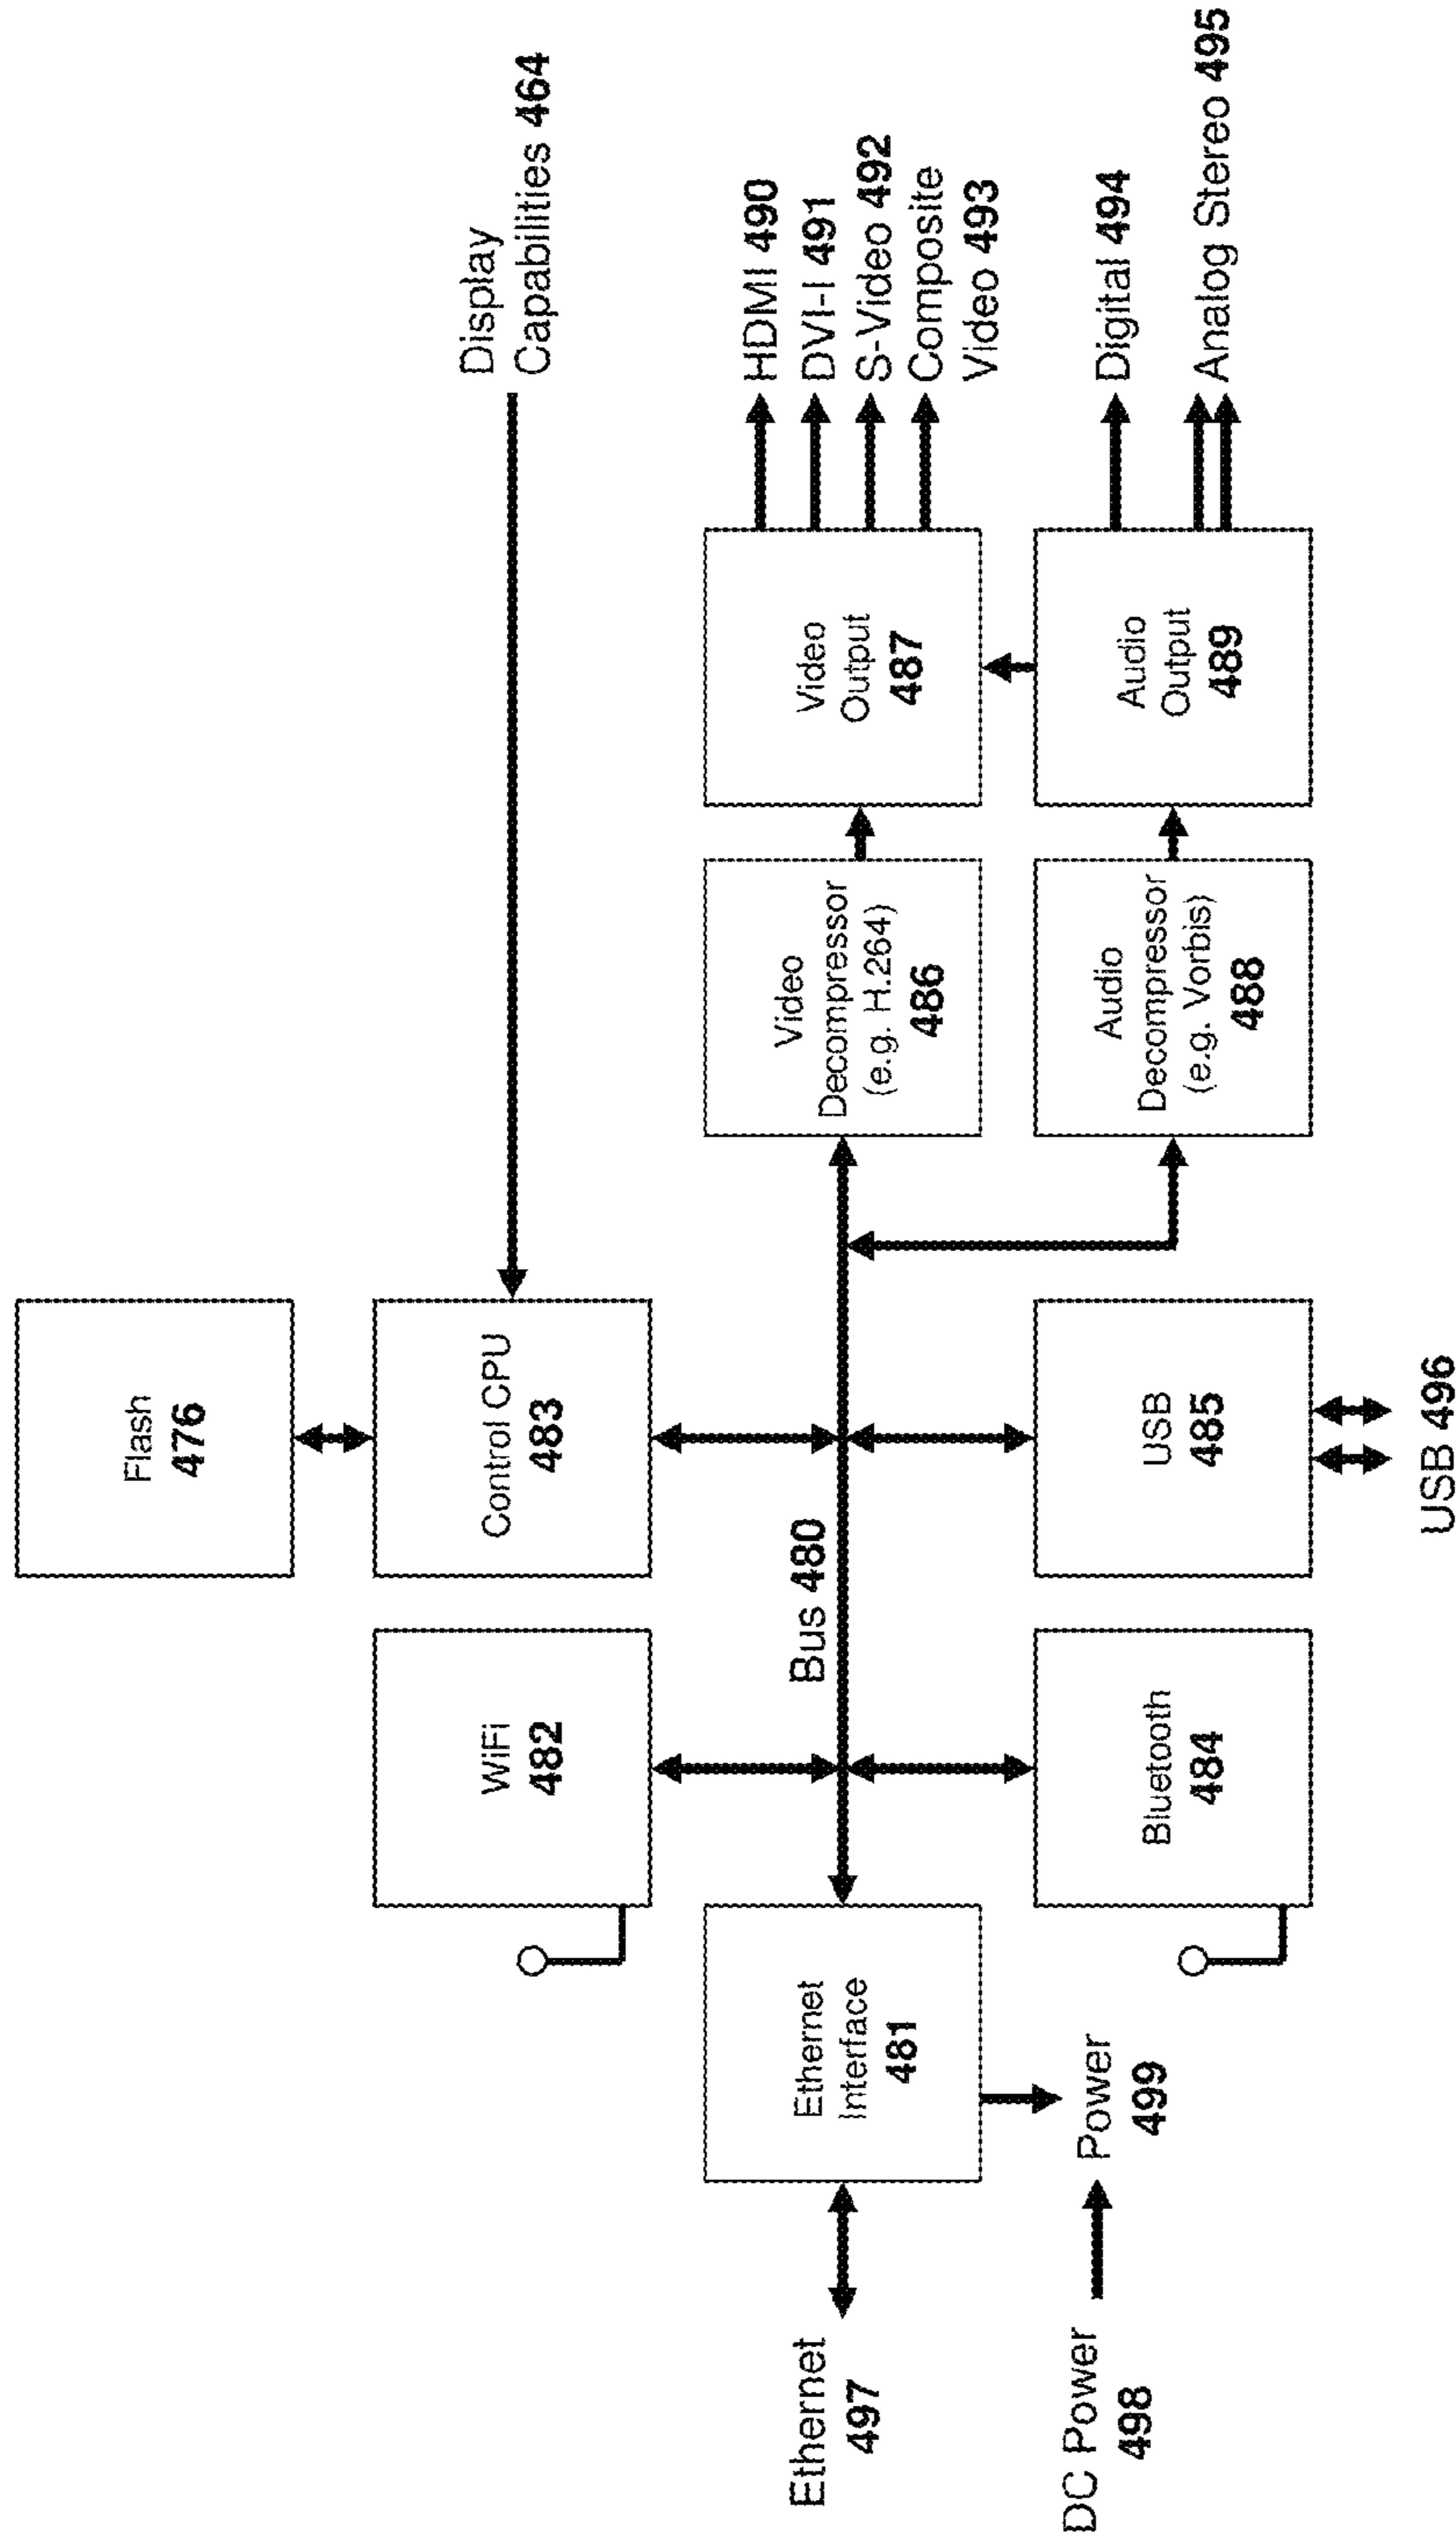 Flash
476
Display
Capabilities 464
WiFi
482
Control CPU
483
Bus 480
Ethernet
497
Ethernet
Interface
481
Video
Decompressor
(e.g. H.264)
486
Video
Output
487
HDMI 490
DVI-I 491
S-Video 492
Composite
Video 493
DC Power
498
Power
499
Bluetooth
484
USB
485
Audio
Decompressor
(e.g. Vorbis)
488
Audio
Output
489
Digital 494
Analog Stereo 495
USB 496